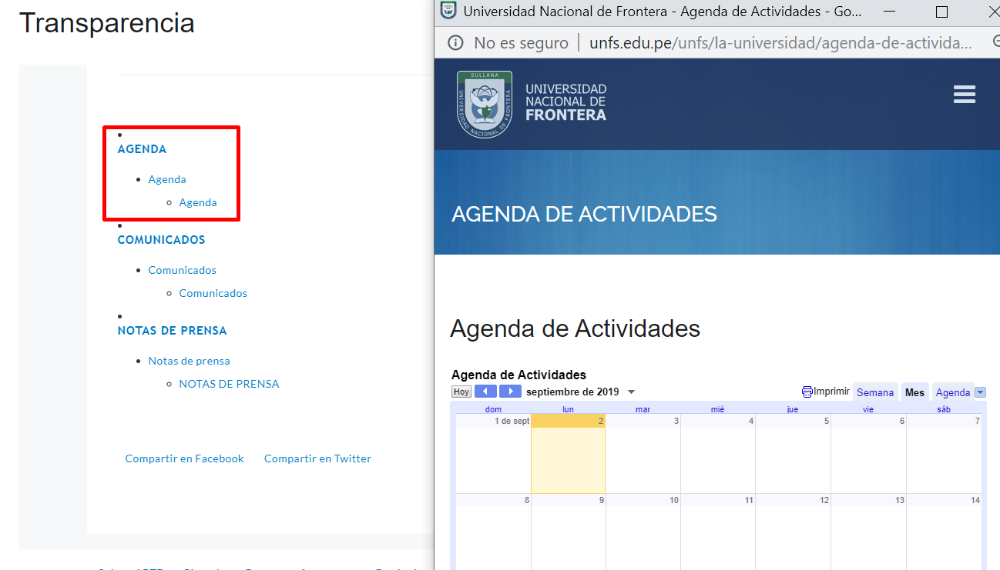 Transparencia
AGENDA
Agenda
Agenda
COMUNICADOS
Comunicados
Comunicados
NOTAS DE PRENSA
Notas de prensa
NOTAS DE PRENSA
Compartir en Facebook Compartir en Twitter
Universidad Nacional de Frontera - Agenda de Actividades - Go...
No es seguro unfs.edu.pe/unfs/la-universidad/agenda-de-activida...
SULLANA
UNIVERSIDAD NACIONAL DE FRONTERA
UNIVERSIDAD
NACIONAL DE
FRONTERA
AGENDA DE ACTIVIDADES
Agenda de Actividades
Agenda de Actividades
Hoy septiembre de 2019 Imprimir Semana Mes Agenda
dom lun mar mié jue vie sáb
1 de sept 2 3 4 5 6 7
8 9 10 11 12 13 14